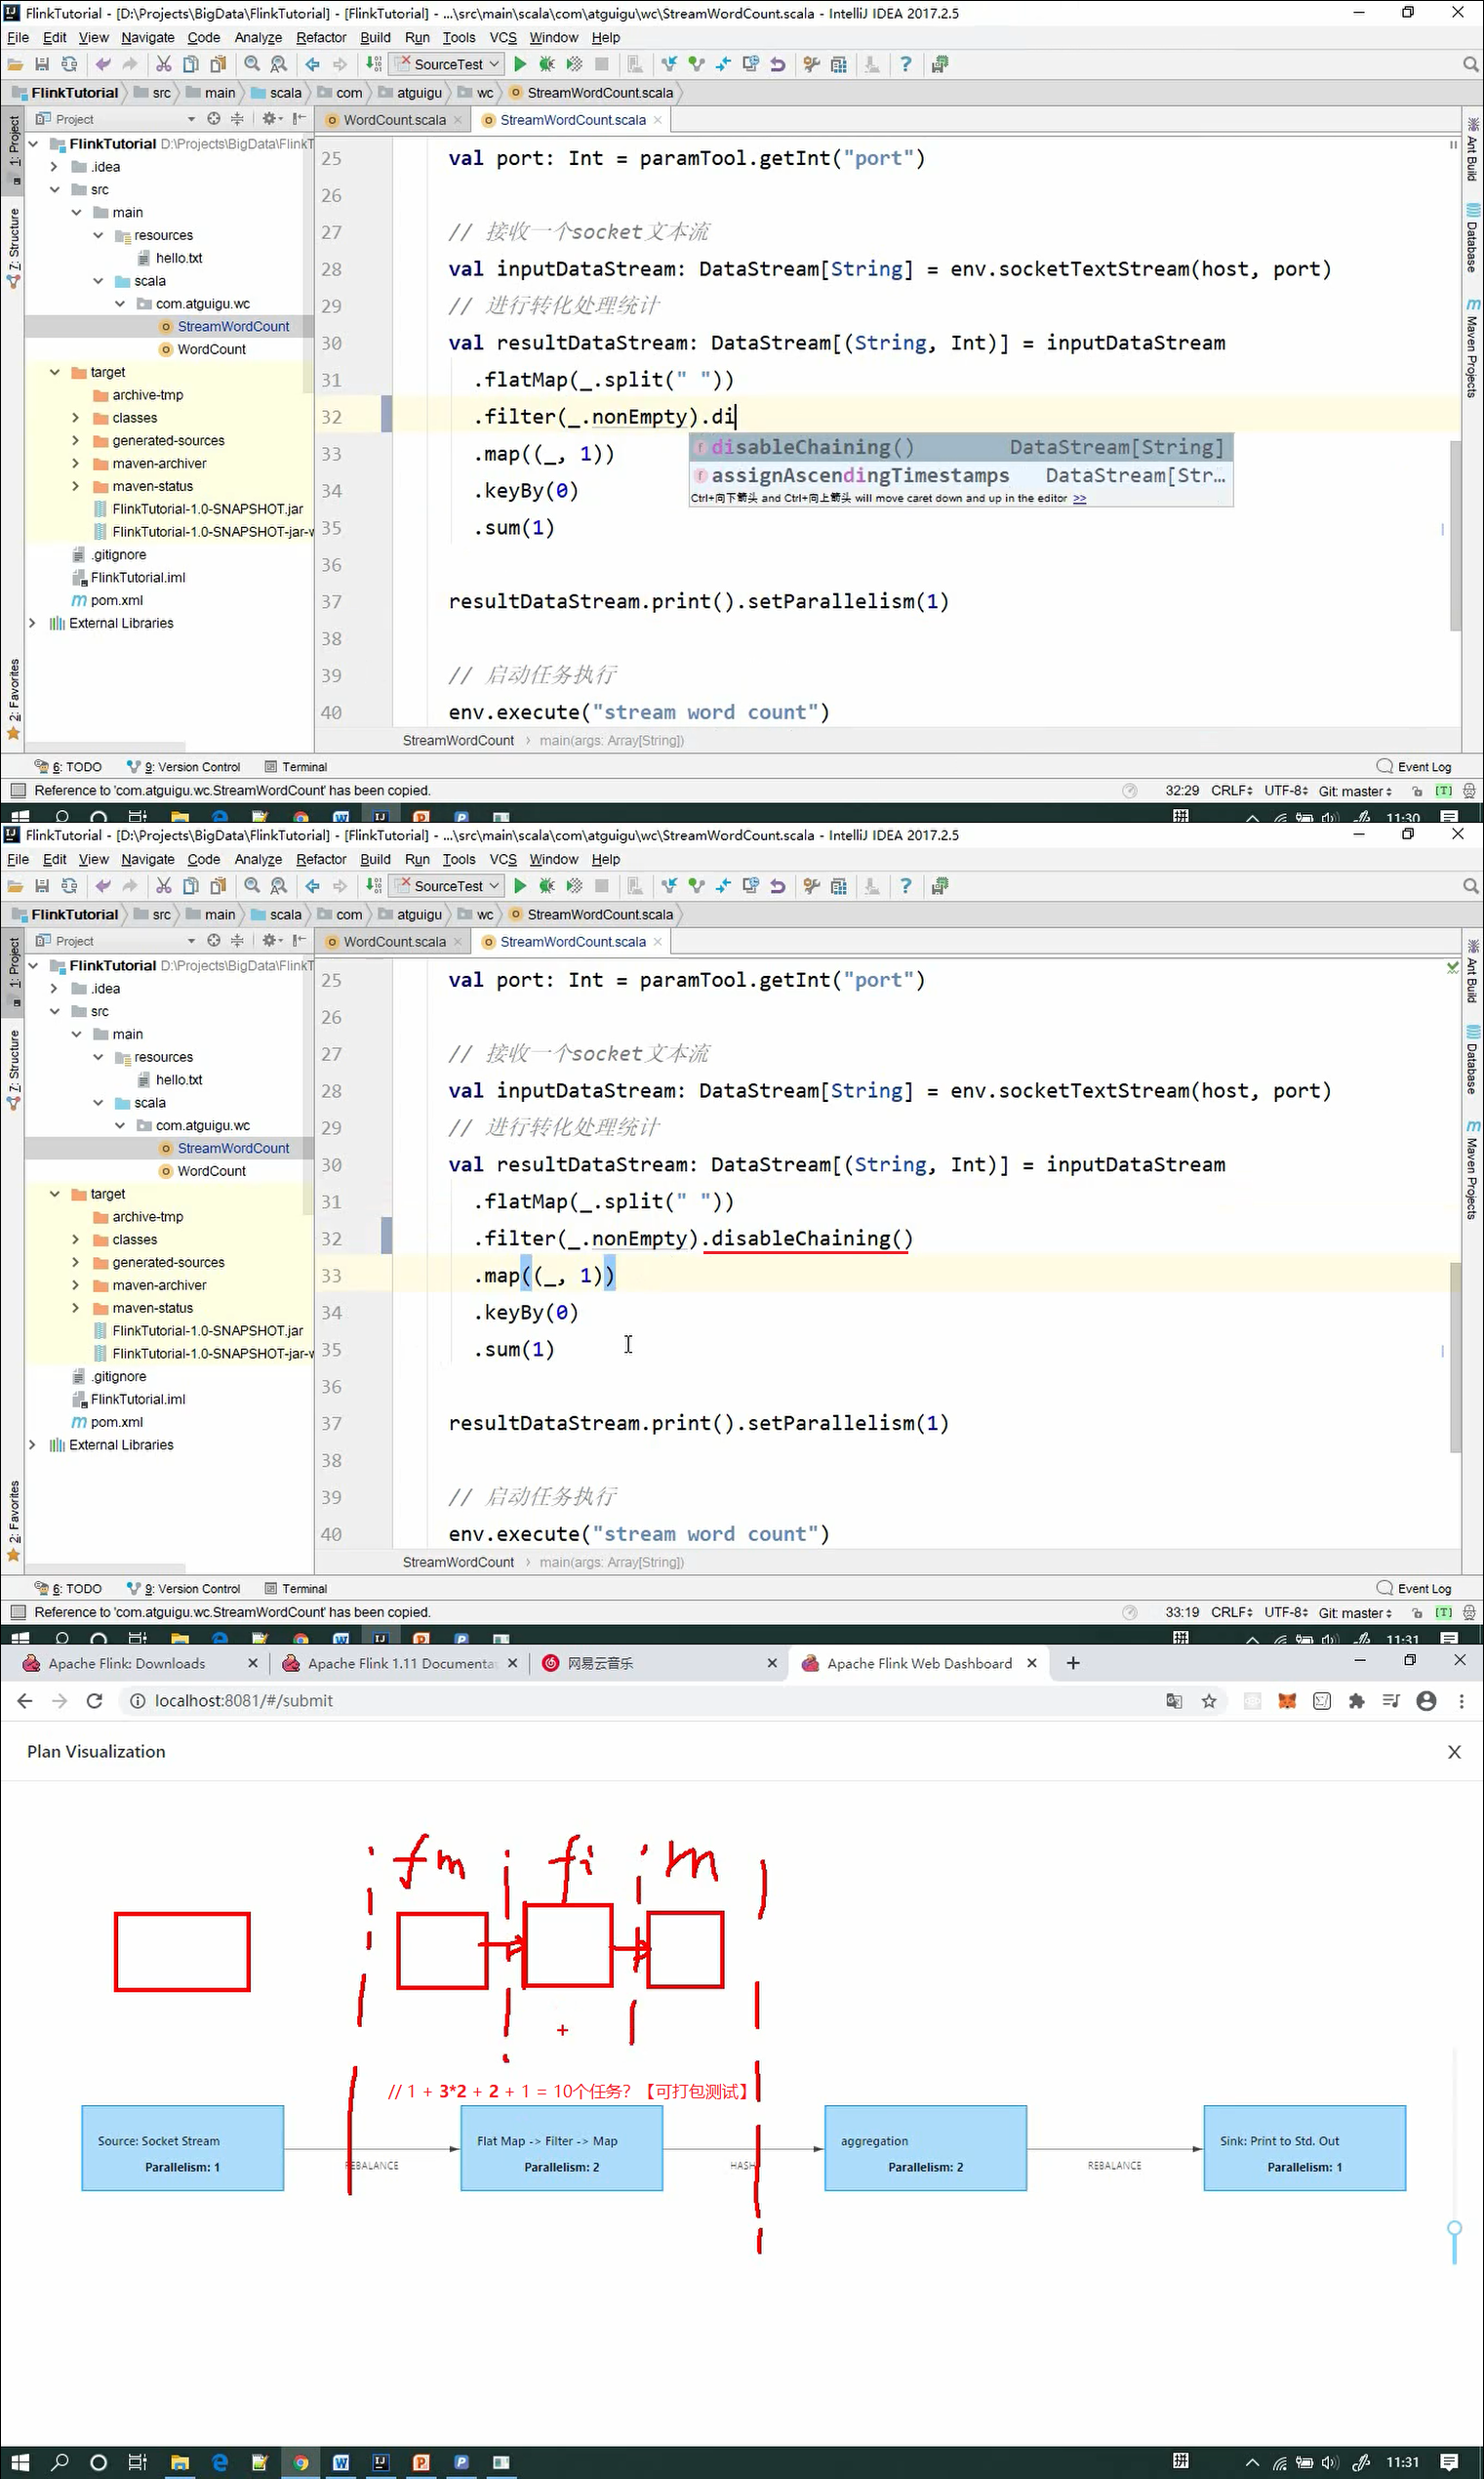 FlinkTutorial - [D:\Projects\BigData\FlinkTutorial] - [FlinkTutorial] - ...\src\main\scala\com\atguigu\wc\StreamWordCount.scala - IntelliJ IDEA 2017.2.5
File Edit View Navigate Code Analyze Refactor Build Run Tools VCS Window Help
SourceTest
FlinkTutorial src main scala com atguigu wc StreamWordCount.scala
Project
WordCount.scala StreamWordCount.scala
1: Project
7: Structure
2: Favorites
Ant Build
Database
Maven Projects
FlinkTutorial D:\Projects\BigData\FlinkT
.idea
src
main
resources
hello.txt
scala
com.atguigu.wc
StreamWordCount
WordCount
target
archive-tmp
classes
generated-sources
maven-archiver
maven-status
FlinkTutorial-1.0-SNAPSHOT.jar
FlinkTutorial-1.0-SNAPSHOT-jar-w
.gitignore
FlinkTutorial.iml
pom.xml
External Libraries
25 val port: Int = paramTool.getInt("port")
26
27 // 接收一个socket文本流
28 val inputDataStream: DataStream[String] = env.socketTextStream(host, port)
29 // 进行转化处理统计
30 val resultDataStream: DataStream[(String, Int)] = inputDataStream
31 .flatMap(_.split(" "))
32 .filter(_.nonEmpty).di
disableChaining() DataStream[String]
assignAscendingTimestamps DataStream[Str...
Ctrl+向下箭头 and Ctrl+向上箭头 will move caret down and up in the editor >>
33 .map((_, 1))
34 .keyBy(0)
35 .sum(1)
36
37 resultDataStream.print().setParallelism(1)
38
39 // 启动任务执行
40 env.execute("stream word count")
StreamWordCount main(args: Array[String])
6: TODO 9: Version Control Terminal Event Log
Reference to 'com.atguigu.wc.StreamWordCount' has been copied. 32:29 CRLF UTF-8 Git: master [T]
11:30
FlinkTutorial - [D:\Projects\BigData\FlinkTutorial] - [FlinkTutorial] - ...\src\main\scala\com\atguigu\wc\StreamWordCount.scala - IntelliJ IDEA 2017.2.5
File Edit View Navigate Code Analyze Refactor Build Run Tools VCS Window Help
SourceTest
FlinkTutorial src main scala com atguigu wc StreamWordCount.scala
Project
WordCount.scala StreamWordCount.scala
1: Project
7: Structure
2: Favorites
Ant Build
Database
Maven Projects
FlinkTutorial D:\Projects\BigData\FlinkT
.idea
src
main
resources
hello.txt
scala
com.atguigu.wc
StreamWordCount
WordCount
target
archive-tmp
classes
generated-sources
maven-archiver
maven-status
FlinkTutorial-1.0-SNAPSHOT.jar
FlinkTutorial-1.0-SNAPSHOT-jar-w
.gitignore
FlinkTutorial.iml
pom.xml
External Libraries
25 val port: Int = paramTool.getInt("port")
26
27 // 接收一个socket文本流
28 val inputDataStream: DataStream[String] = env.socketTextStream(host, port)
29 // 进行转化处理统计
30 val resultDataStream: DataStream[(String, Int)] = inputDataStream
31 .flatMap(_.split(" "))
32 .filter(_.nonEmpty).disableChaining()
33 .map((_, 1))
34 .keyBy(0)
35 .sum(1)
36
37 resultDataStream.print().setParallelism(1)
38
39 // 启动任务执行
40 env.execute("stream word count")
StreamWordCount main(args: Array[String])
6: TODO 9: Version Control Terminal Event Log
Reference to 'com.atguigu.wc.StreamWordCount' has been copied. 33:19 CRLF UTF-8 Git: master [T]
11:31
Apache Flink: Downloads Apache Flink 1.11 Documenta 网易云音乐 Apache Flink Web Dashboard
localhost:8081/#/submit
Plan Visualization
fm fi m
// 1 + 3*2 + 2 + 1 = 10个任务？【可打包测试】
Source: Socket Stream
Parallelism: 1
REBALANCE
Flat Map -> Filter -> Map
Parallelism: 2
HASH
aggregation
Parallelism: 2
REBALANCE
Sink: Print to Std. Out
Parallelism: 1
11:31